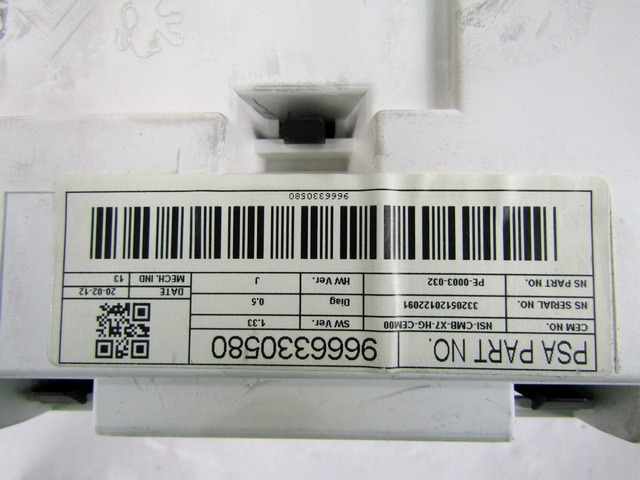 PSA PART NO. 9666330580
CEM NO. NSI-CMB-X7-HG-CEM00 SW Ver. 1.33
NS SERIAL NO. 33205120122091 Diag 0.5 DATE 20-02-12
NS PART NO. PE-0003-032 HW Ver. J MECH. IND 13
9666330580